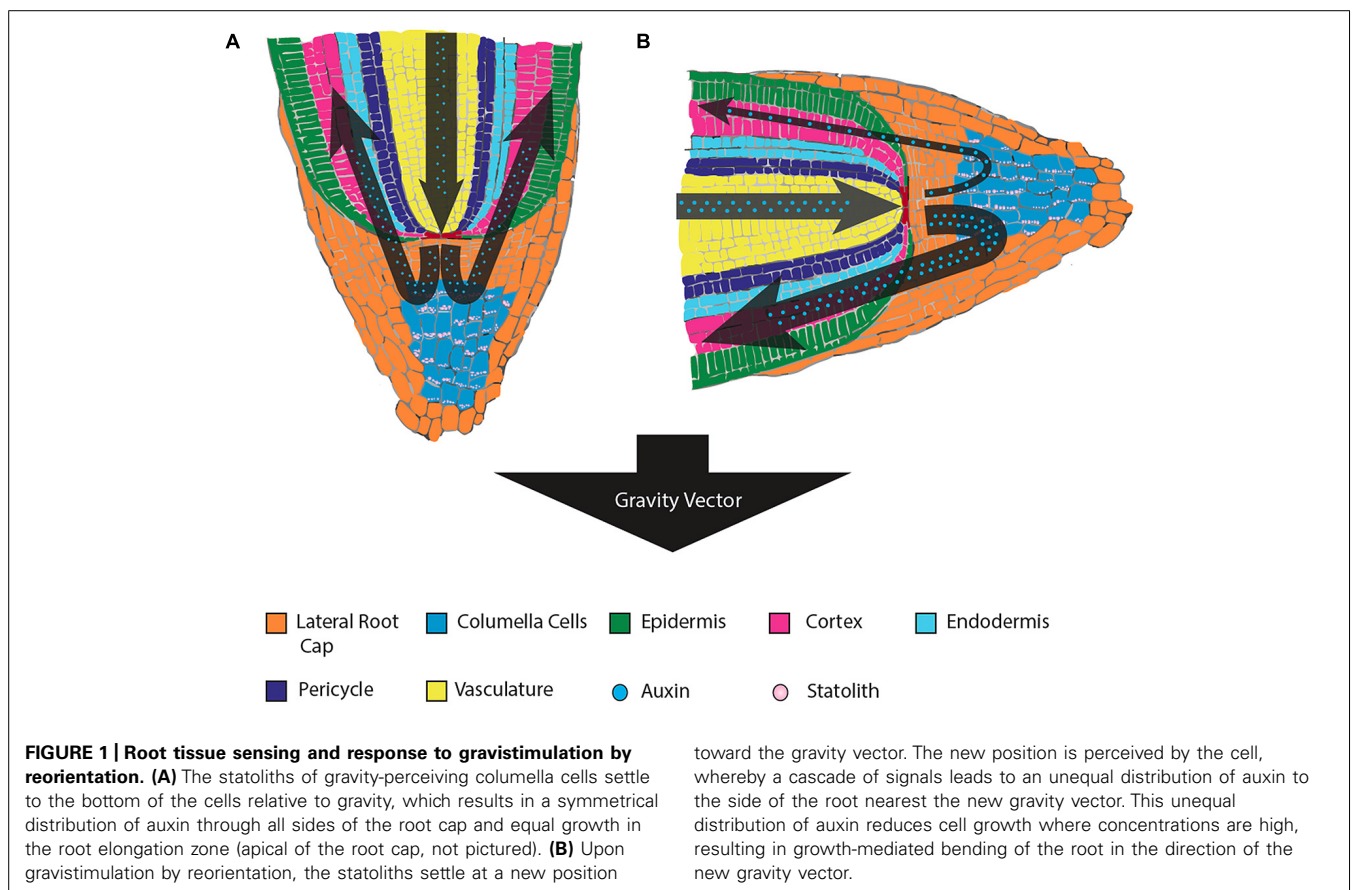 A
B
Gravity Vector
Lateral Root
Cap
Columella Cells
Epidermis
Cortex
Endodermis
Pericycle
Vasculature
Auxin
Statolith
FIGURE 1 | Root tissue sensing and response to gravistimulation by
reorientation. (A) The statoliths of gravity-perceiving columella cells settle
to the bottom of the cells relative to gravity, which results in a symmetrical
distribution of auxin through all sides of the root cap and equal growth in
the root elongation zone (apical of the root cap, not pictured). (B) Upon
gravistimulation by reorientation, the statoliths settle at a new position
toward the gravity vector. The new position is perceived by the cell,
whereby a cascade of signals leads to an unequal distribution of auxin to
the side of the root nearest the new gravity vector. This unequal
distribution of auxin reduces cell growth where concentrations are high,
resulting in growth-mediated bending of the root in the direction of the
new gravity vector.